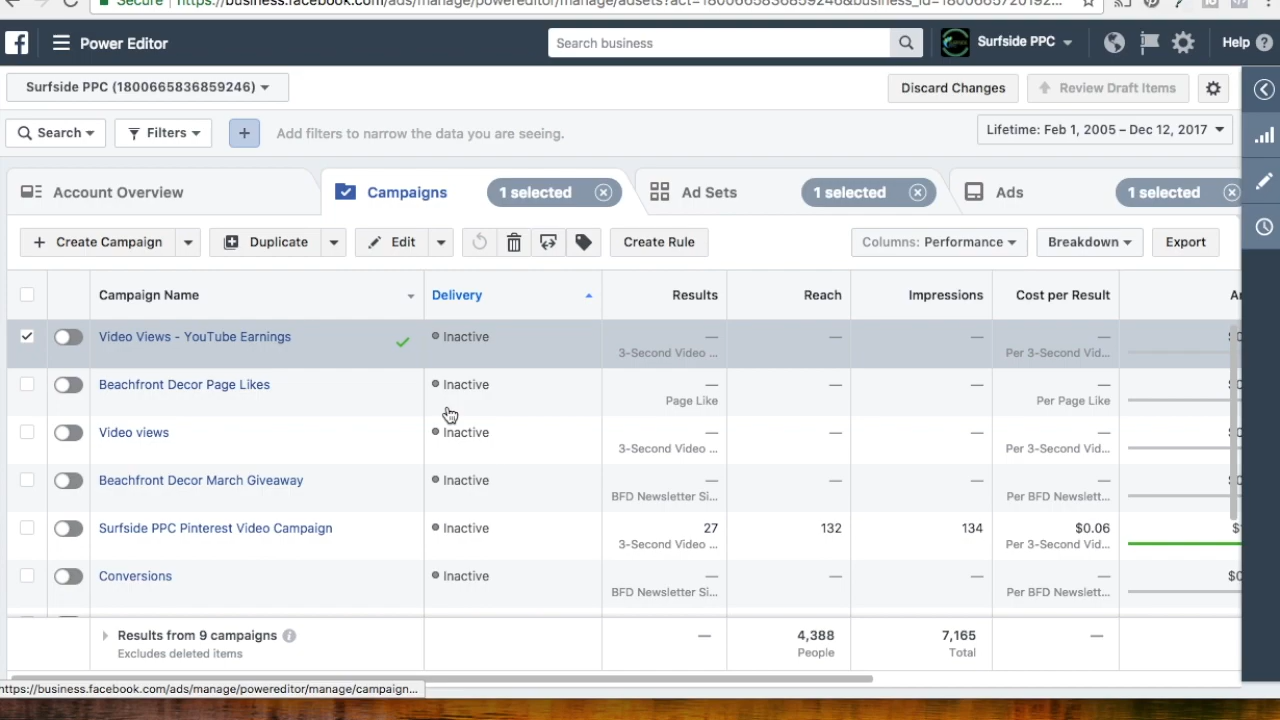 Secure https://business.facebook.com/ads/manage/powereditor/manage/adsets?act=1800665836859246&business_id=1800665720192...
Power Editor
Search business
Surfside PPC
Help
Surfside PPC (1800665836859246)
Discard Changes
Review Draft Items
Search
Filters
+
Add filters to narrow the data you are seeing.
Lifetime: Feb 1, 2005 – Dec 12, 2017
Account Overview
Campaigns
1 selected
Ad Sets
1 selected
Ads
1 selected
+ Create Campaign
Duplicate
Edit
Create Rule
Columns: Performance
Breakdown
Export
Campaign Name
Delivery
Results
Reach
Impressions
Cost per Result
Video Views - YouTube Earnings
Inactive
—
—
—
—
3-Second Video ...
Per 3-Second Vid...
Beachfront Decor Page Likes
Inactive
—
—
—
—
Page Like
Per Page Like
Video views
Inactive
—
—
—
—
3-Second Video ...
Per 3-Second Vid...
Beachfront Decor March Giveaway
Inactive
—
—
—
—
BFD Newsletter Si...
Per BFD Newslett...
Surfside PPC Pinterest Video Campaign
Inactive
27
132
134
$0.06
3-Second Video ...
Per 3-Second Vid...
Conversions
Inactive
—
—
—
—
$0
BFD Newsletter Si...
Per BFD Newslett...
Results from 9 campaigns
—
4,388
7,165
—
Excludes deleted items
People
Total
https://business.facebook.com/ads/manage/powereditor/manage/campaign...